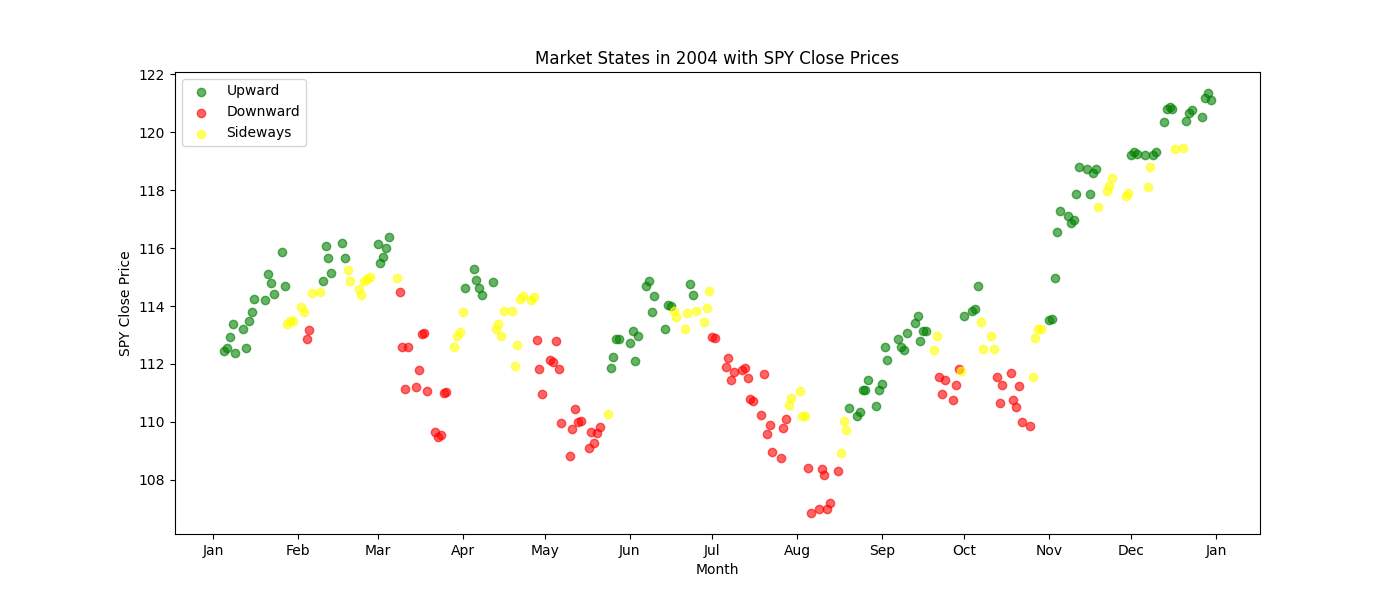 Market States in 2004 with SPY Close Prices
Upward
Downward
Sideways
SPY Close Price
122
120
118
116
114
112
110
108
Jan Feb Mar Apr May Jun Jul Aug Sep Oct Nov Dec Jan
Month